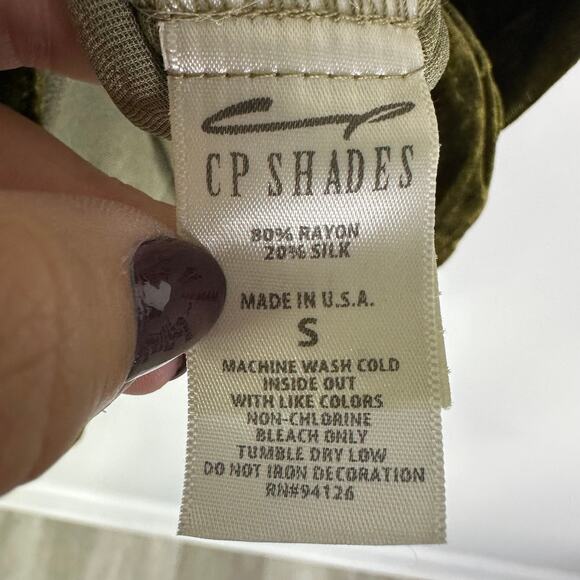 CP SHADES
80% RAYON
20% SILK
MADE IN U.S.A.
S
MACHINE WASH COLD
INSIDE OUT
WITH LIKE COLORS
NON-CHLORINE
BLEACH ONLY
TUMBLE DRY LOW
DO NOT IRON DECORATION
RN#94126